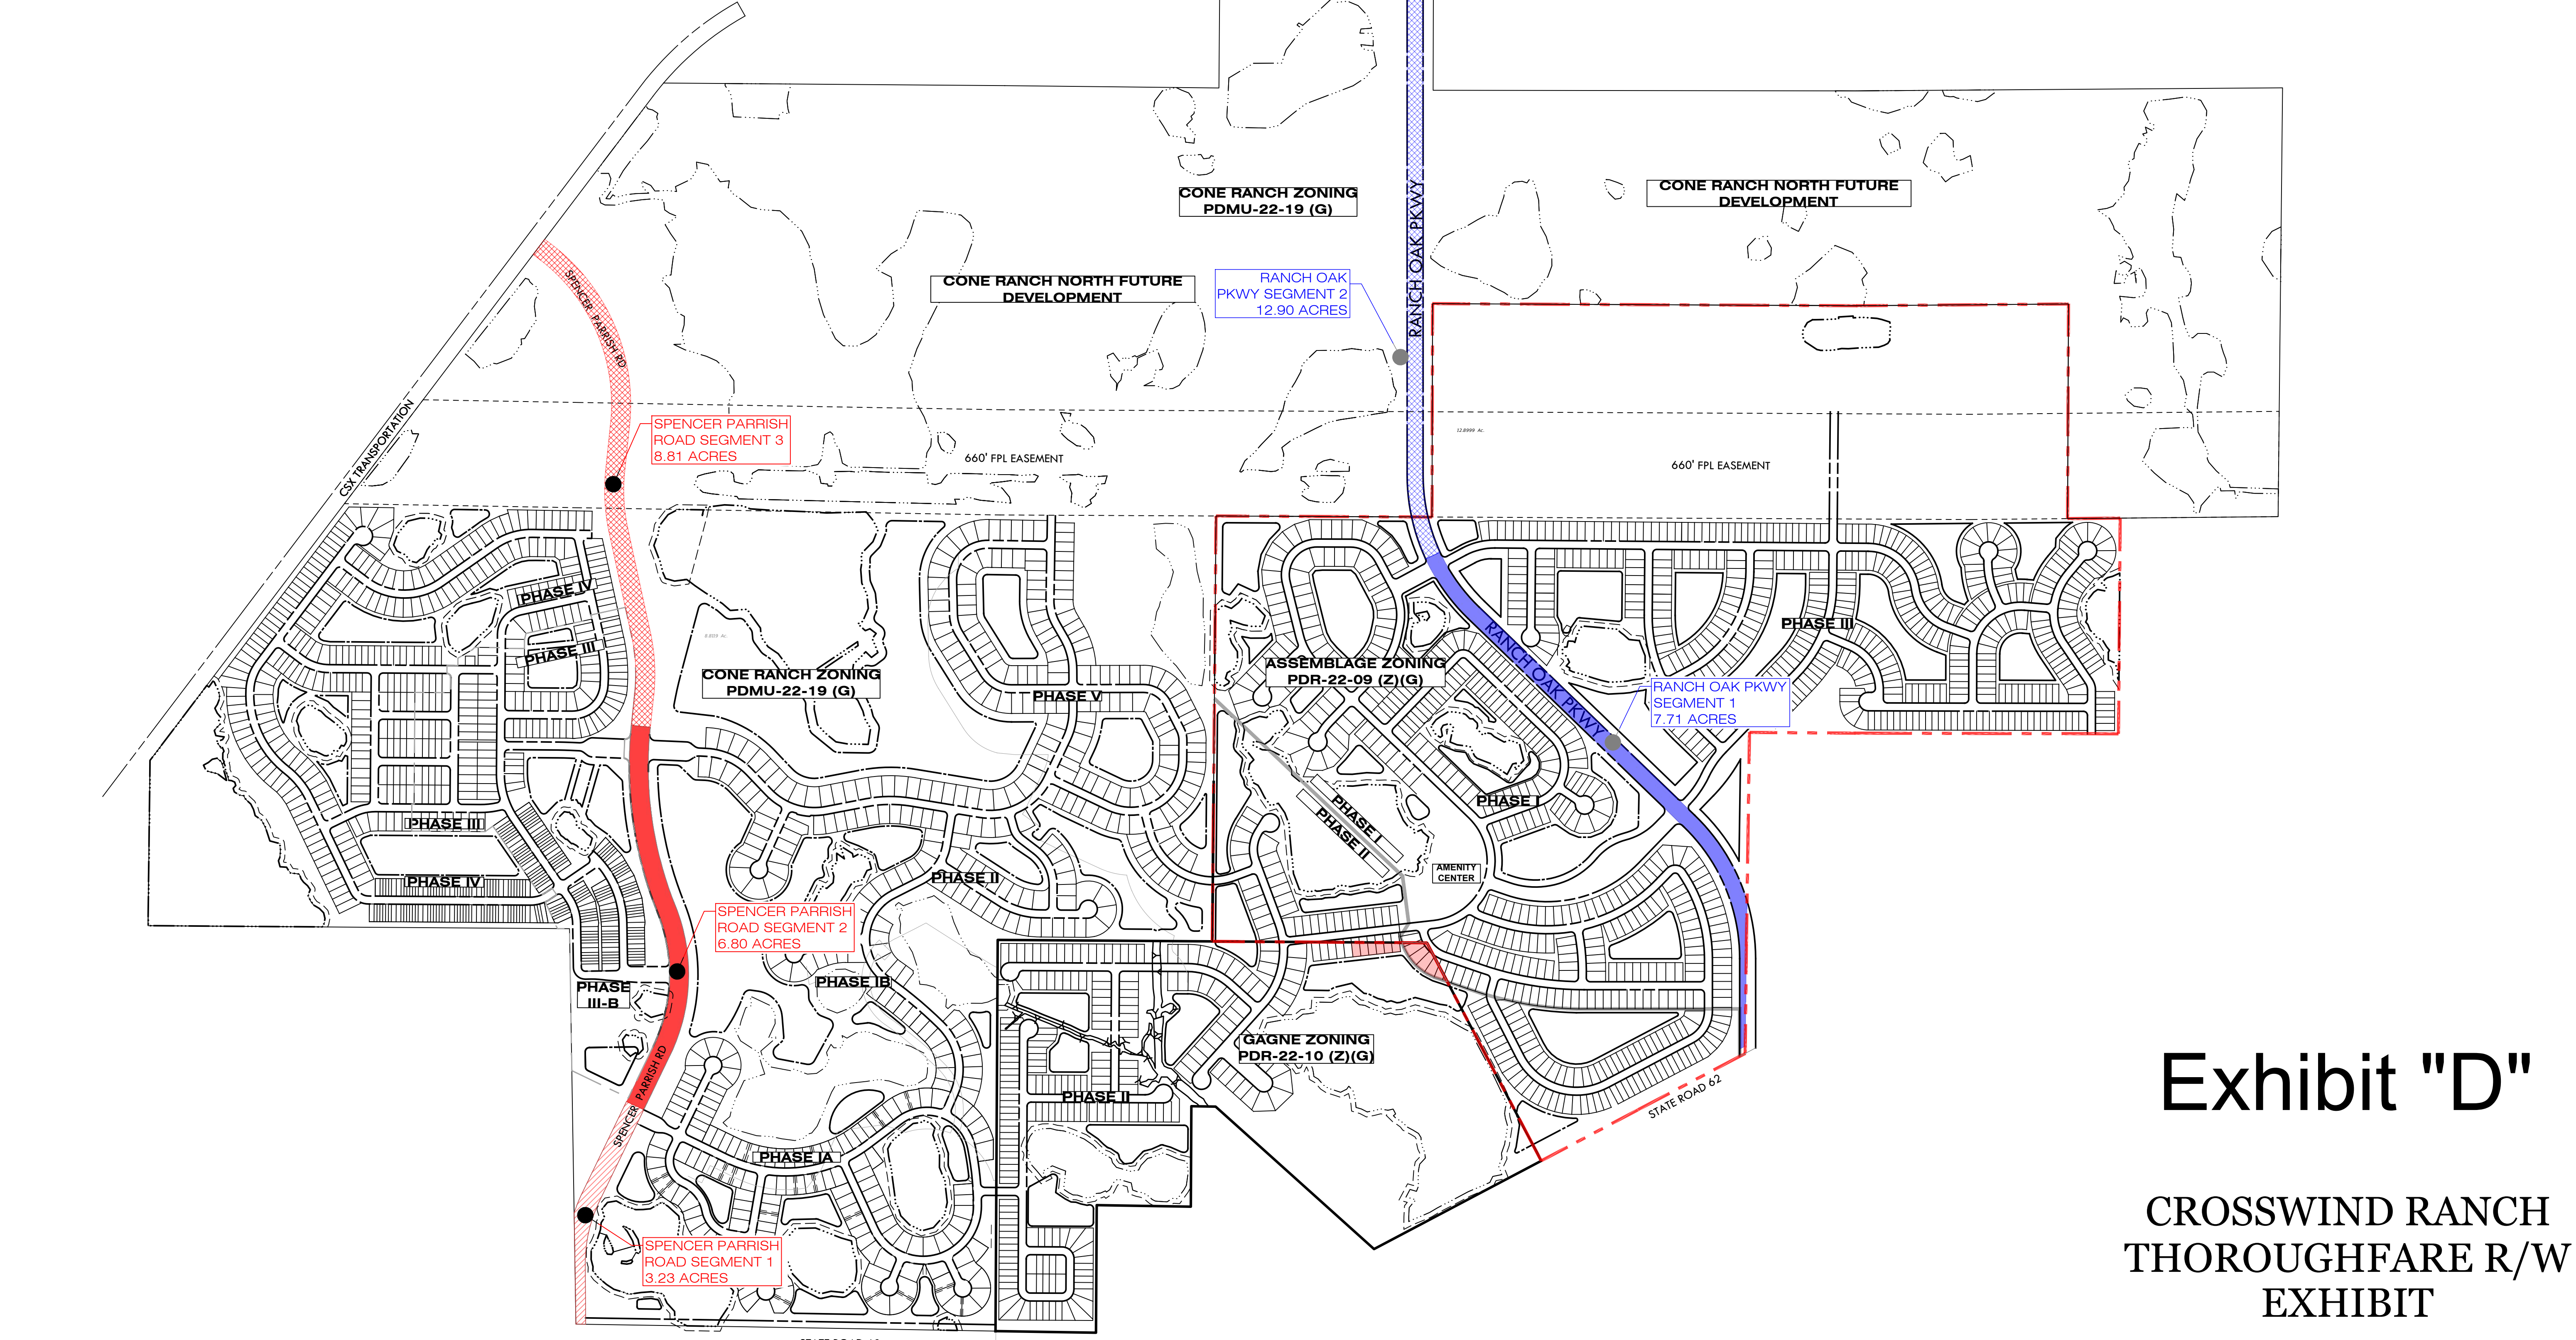 CONE RANCH ZONING
PDMU-22-19 (G)
CONE RANCH NORTH FUTURE
DEVELOPMENT
RANCH OAK PKWY
CONE RANCH NORTH FUTURE
DEVELOPMENT
RANCH OAK
PKWY SEGMENT 2
12.90 ACRES
SPENCER PARRISH RD
CSX TRANSPORTATION
SPENCER PARRISH
ROAD SEGMENT 3
8.81 ACRES
660' FPL EASEMENT
12.8999 Ac.
660' FPL EASEMENT
PHASE IV
PHASE III
CONE RANCH ZONING
PDMU-22-19 (G)
PHASE V
ASSEMBLAGE ZONING
PDR-22-09 (Z)(G)
RANCH OAK PKWY
PHASE III
RANCH OAK PKWY
SEGMENT 1
7.71 ACRES
PHASE I
PHASE I
PHASE II
AMENITY
CENTER
PHASE III
PHASE IV
PHASE II
SPENCER PARRISH
ROAD SEGMENT 2
6.80 ACRES
PHASE
III-B
PHASE IB
GAGNE ZONING
PDR-22-10 (Z)(G)
PHASE II
SPENCER PARRISH RD
PHASE IA
STATE ROAD 62
SPENCER PARRISH
ROAD SEGMENT 1
3.23 ACRES
Exhibit "D"
CROSSWIND RANCH
THOROUGHFARE R/W
EXHIBIT